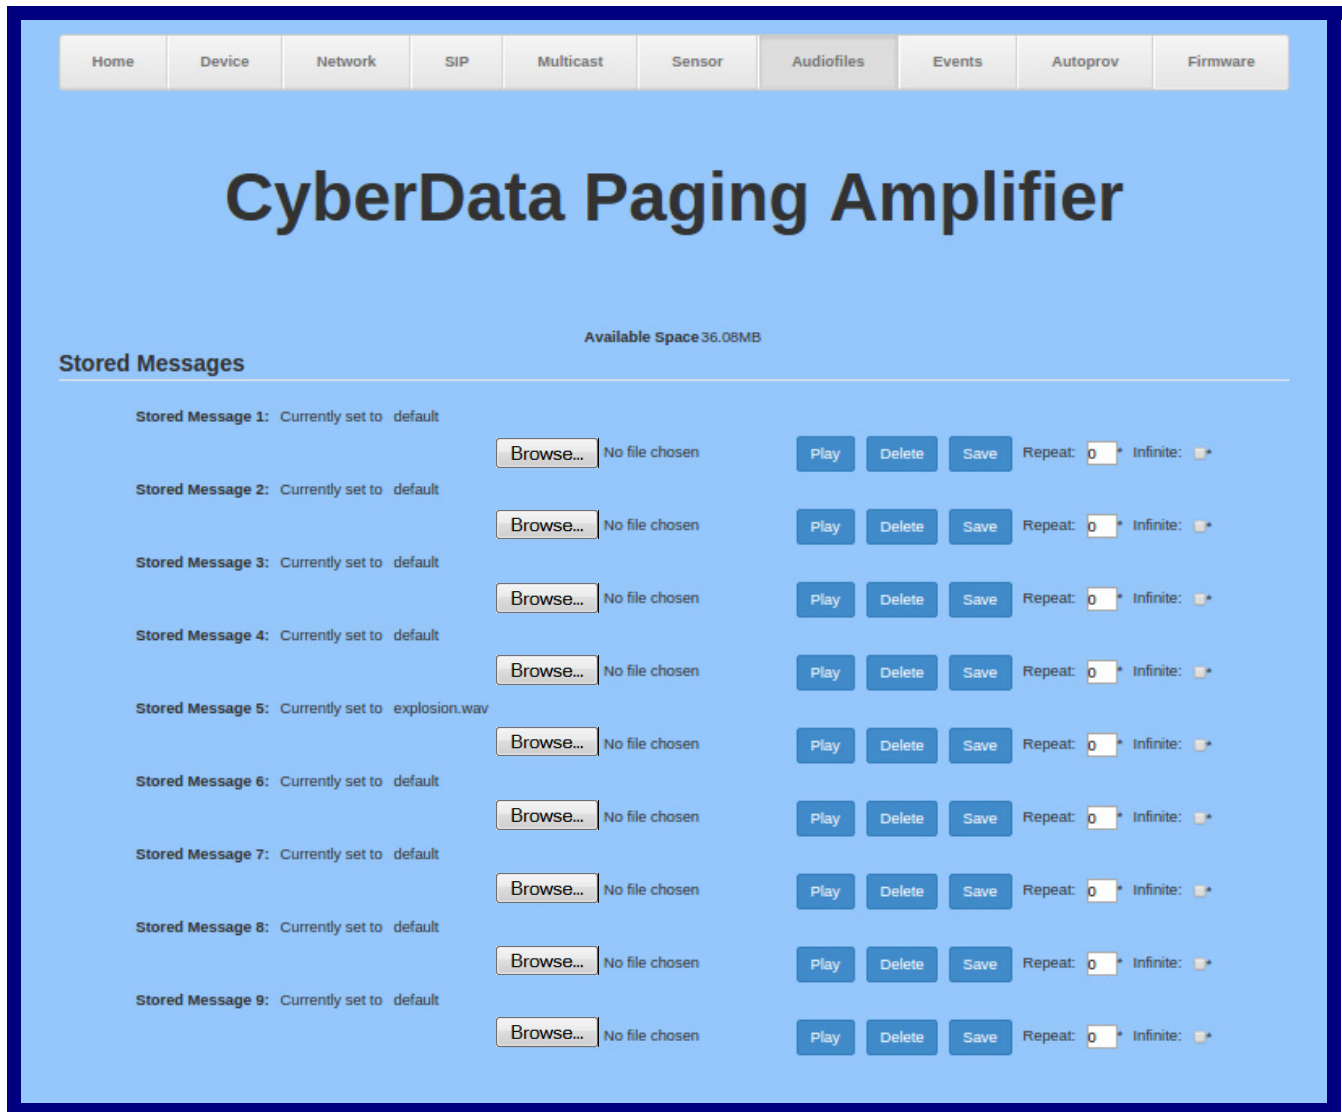 Home Device Network SIP Multicast Sensor Audiofiles Events Autoprov Firmware
CyberData Paging Amplifier
Available Space 36.08MB
Stored Messages
Stored Message 1: Currently set to default
Browse... No file chosen Play Delete Save Repeat: 0 * Infinite: *
Stored Message 2: Currently set to default
Browse... No file chosen Play Delete Save Repeat: 0 * Infinite: *
Stored Message 3: Currently set to default
Browse... No file chosen Play Delete Save Repeat: 0 * Infinite: *
Stored Message 4: Currently set to default
Browse... No file chosen Play Delete Save Repeat: 0 * Infinite: *
Stored Message 5: Currently set to explosion.wav
Browse... No file chosen Play Delete Save Repeat: 0 * Infinite: *
Stored Message 6: Currently set to default
Browse... No file chosen Play Delete Save Repeat: 0 * Infinite: *
Stored Message 7: Currently set to default
Browse... No file chosen Play Delete Save Repeat: 0 * Infinite: *
Stored Message 8: Currently set to default
Browse... No file chosen Play Delete Save Repeat: 0 * Infinite: *
Stored Message 9: Currently set to default
Browse... No file chosen Play Delete Save Repeat: 0 * Infinite: *